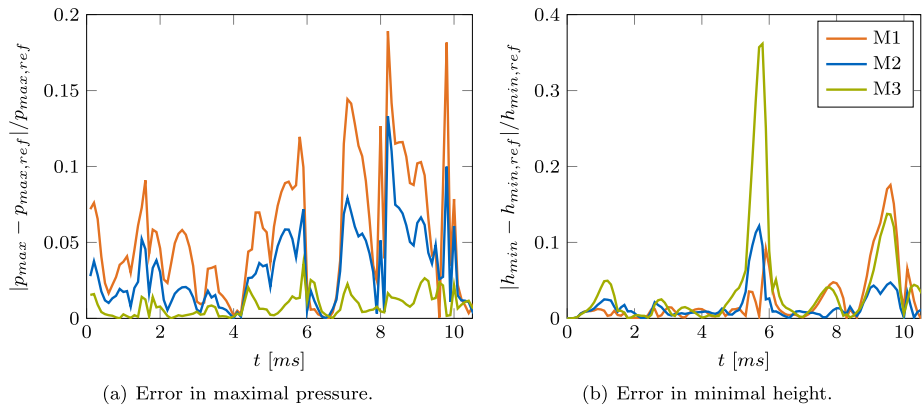 |p_max − p_max,ref|/p_max,ref
0.2
0.15
0.1
0.05
0
0 2 4 6 8 10
t [ms]
(a) Error in maximal pressure.
|h_min − h_min,ref|/h_min,ref
0.4
0.3
0.2
0.1
0
0 2 4 6 8 10
t [ms]
M1
M2
M3
(b) Error in minimal height.